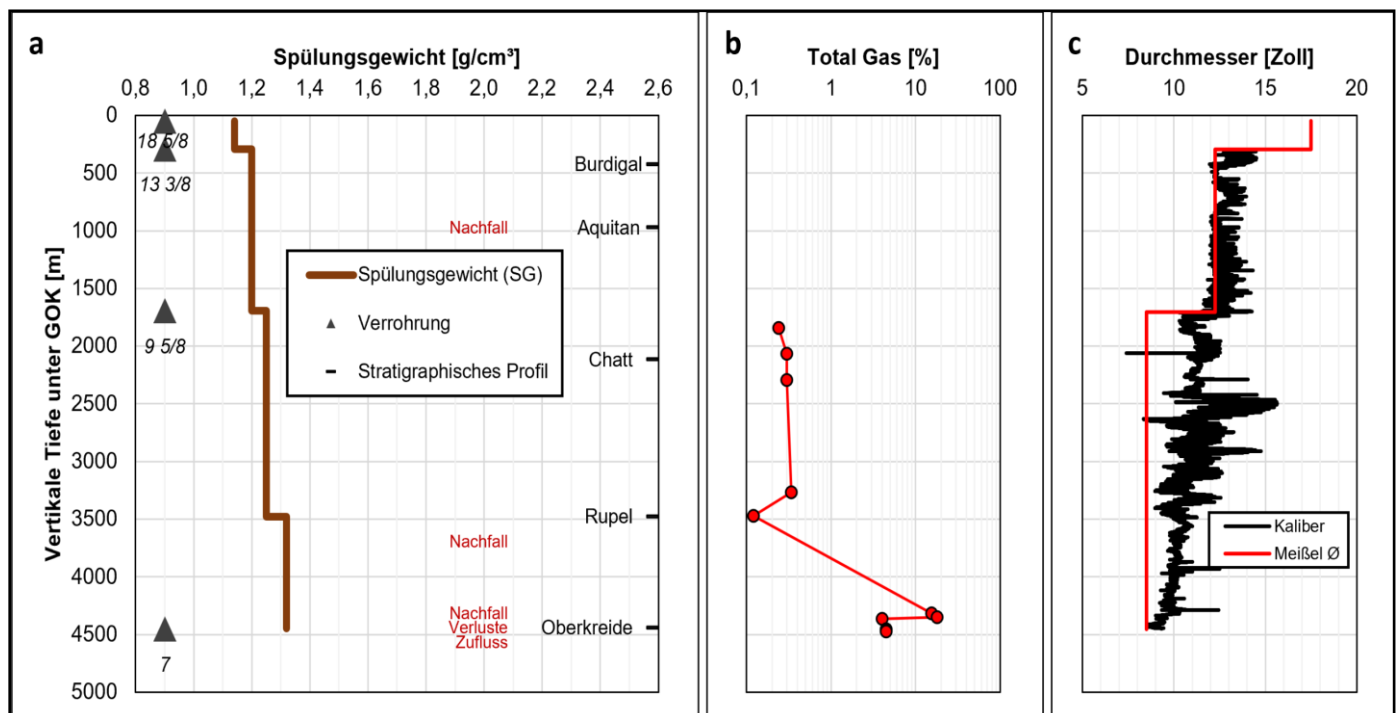 a
Spülungsgewicht [g/cm³]
0,8 1,0 1,2 1,4 1,6 1,8 2,0 2,2 2,4 2,6
Vertikale Tiefe unter GOK [m]
0
500
1000
1500
2000
2500
3000
3500
4000
4500
5000
18 5/8
13 3/8
9 5/8
7
Nachfall
Nachfall
Nachfall
Verluste
Zufluss
Burdigal
Aquitan
Chatt
Rupel
Oberkreide
Spülungsgewicht (SG)
Verrohrung
Stratigraphisches Profil
b
Total Gas [%]
0,1 1 10 100
c
Durchmesser [Zoll]
5 10 15 20
Kaliber
Meißel Ø